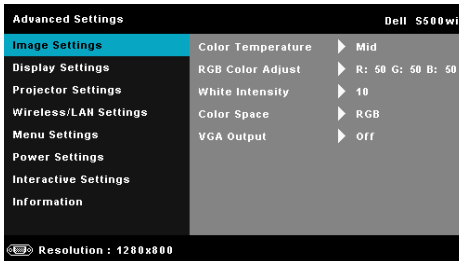 Advanced Settings Dell S500wi
Image Settings
Display Settings
Projector Settings
Wireless/LAN Settings
Menu Settings
Power Settings
Interactive Settings
Information
Color Temperature Mid
RGB Color Adjust R: 50 G: 50 B: 50
White Intensity 10
Color Space RGB
VGA Output Off
Resolution : 1280x800